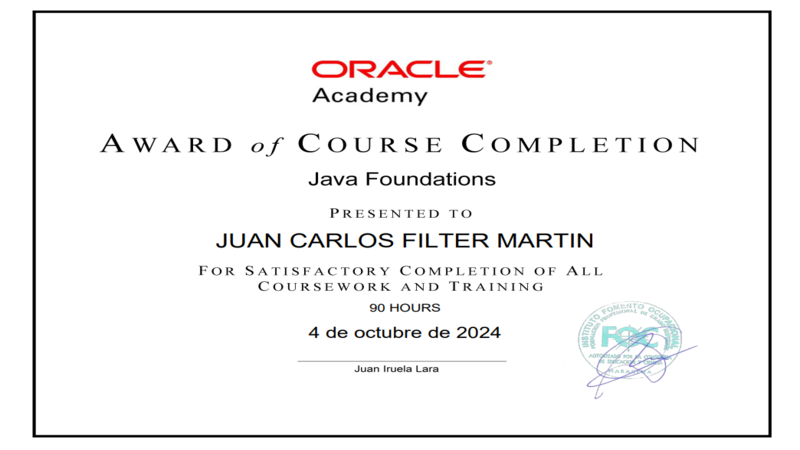 ORACLE®
Academy
AWARD of COURSE COMPLETION
Java Foundations
PRESENTED TO
JUAN CARLOS FILTER MARTIN
FOR SATISFACTORY COMPLETION OF ALL
COURSEWORK AND TRAINING
90 HOURS
4 de octubre de 2024
Juan Iruela Lara
INSTITUTO FOMENTO OCUPACIONAL
FOC
AUTORIZADO POR LA
DE EDUCACIÓN